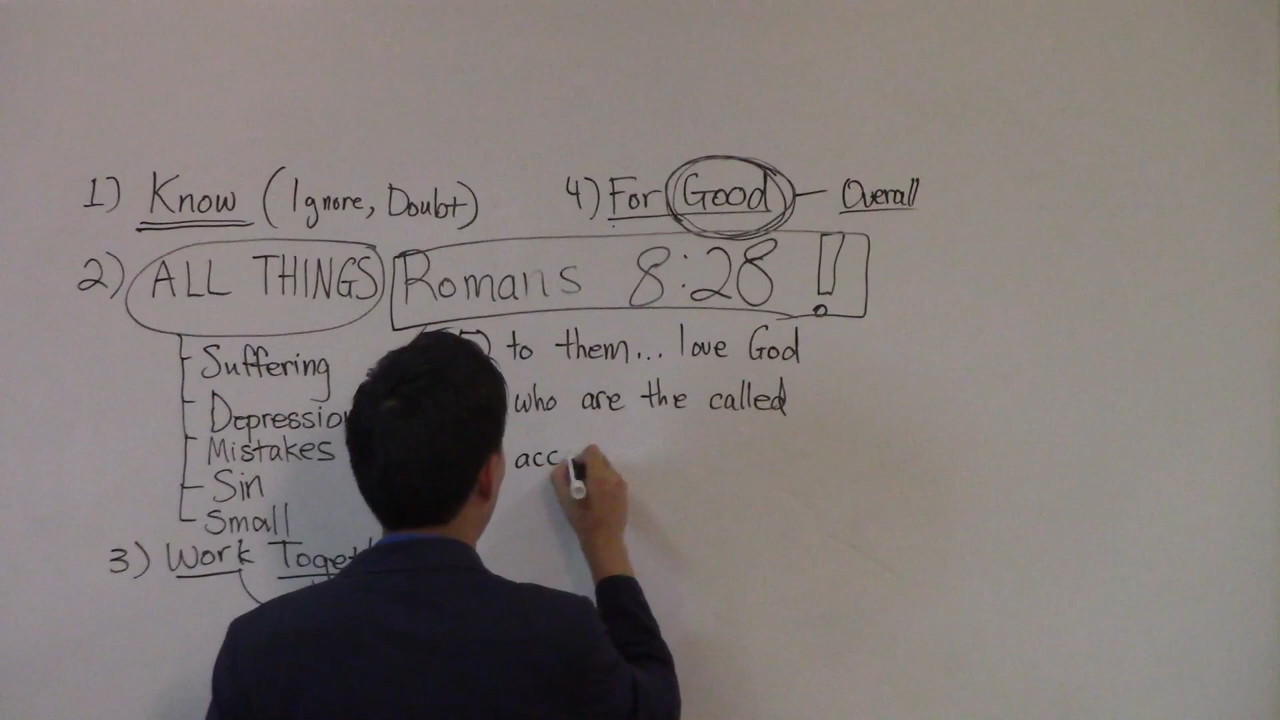 1) Know (Ignore, Doubt)
2) ALL THINGS
Suffering
Depressio
Mistakes
Sin
Small
3) Work Toget
4) For Good — Overall
Romans 8:28 !
to them... love God
who are the called
acc